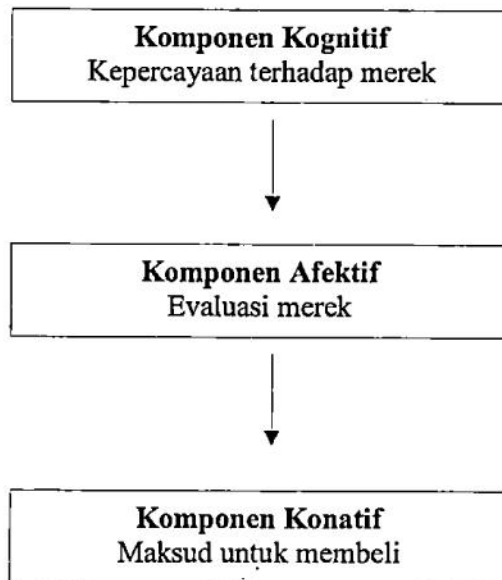 Komponen Kognitif
Kepercayaan terhadap merek
Komponen Afektif
Evaluasi merek
Komponen Konatif
Maksud untuk membeli